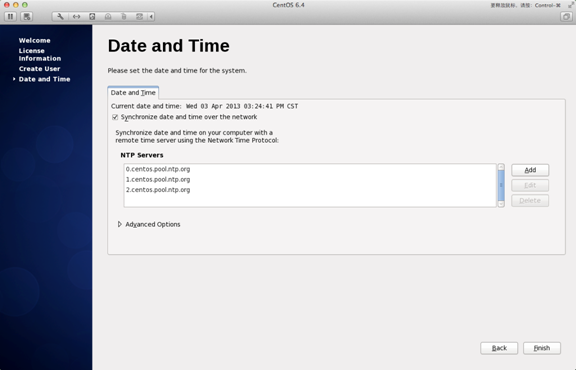 CentOS 6.4
要释放鼠标，请按: Control-⌘
Welcome
License
Information
Create User
Date and Time
Date and Time
Please set the date and time for the system.
Date and Time
Current date and time: Wed 03 Apr 2013 03:24:41 PM CST
Synchronize date and time over the network
Synchronize date and time on your computer with a
remote time server using the Network Time Protocol:
NTP Servers
0.centos.pool.ntp.org
1.centos.pool.ntp.org
2.centos.pool.ntp.org
Add
Edit
Delete
Advanced Options
Back
Finish